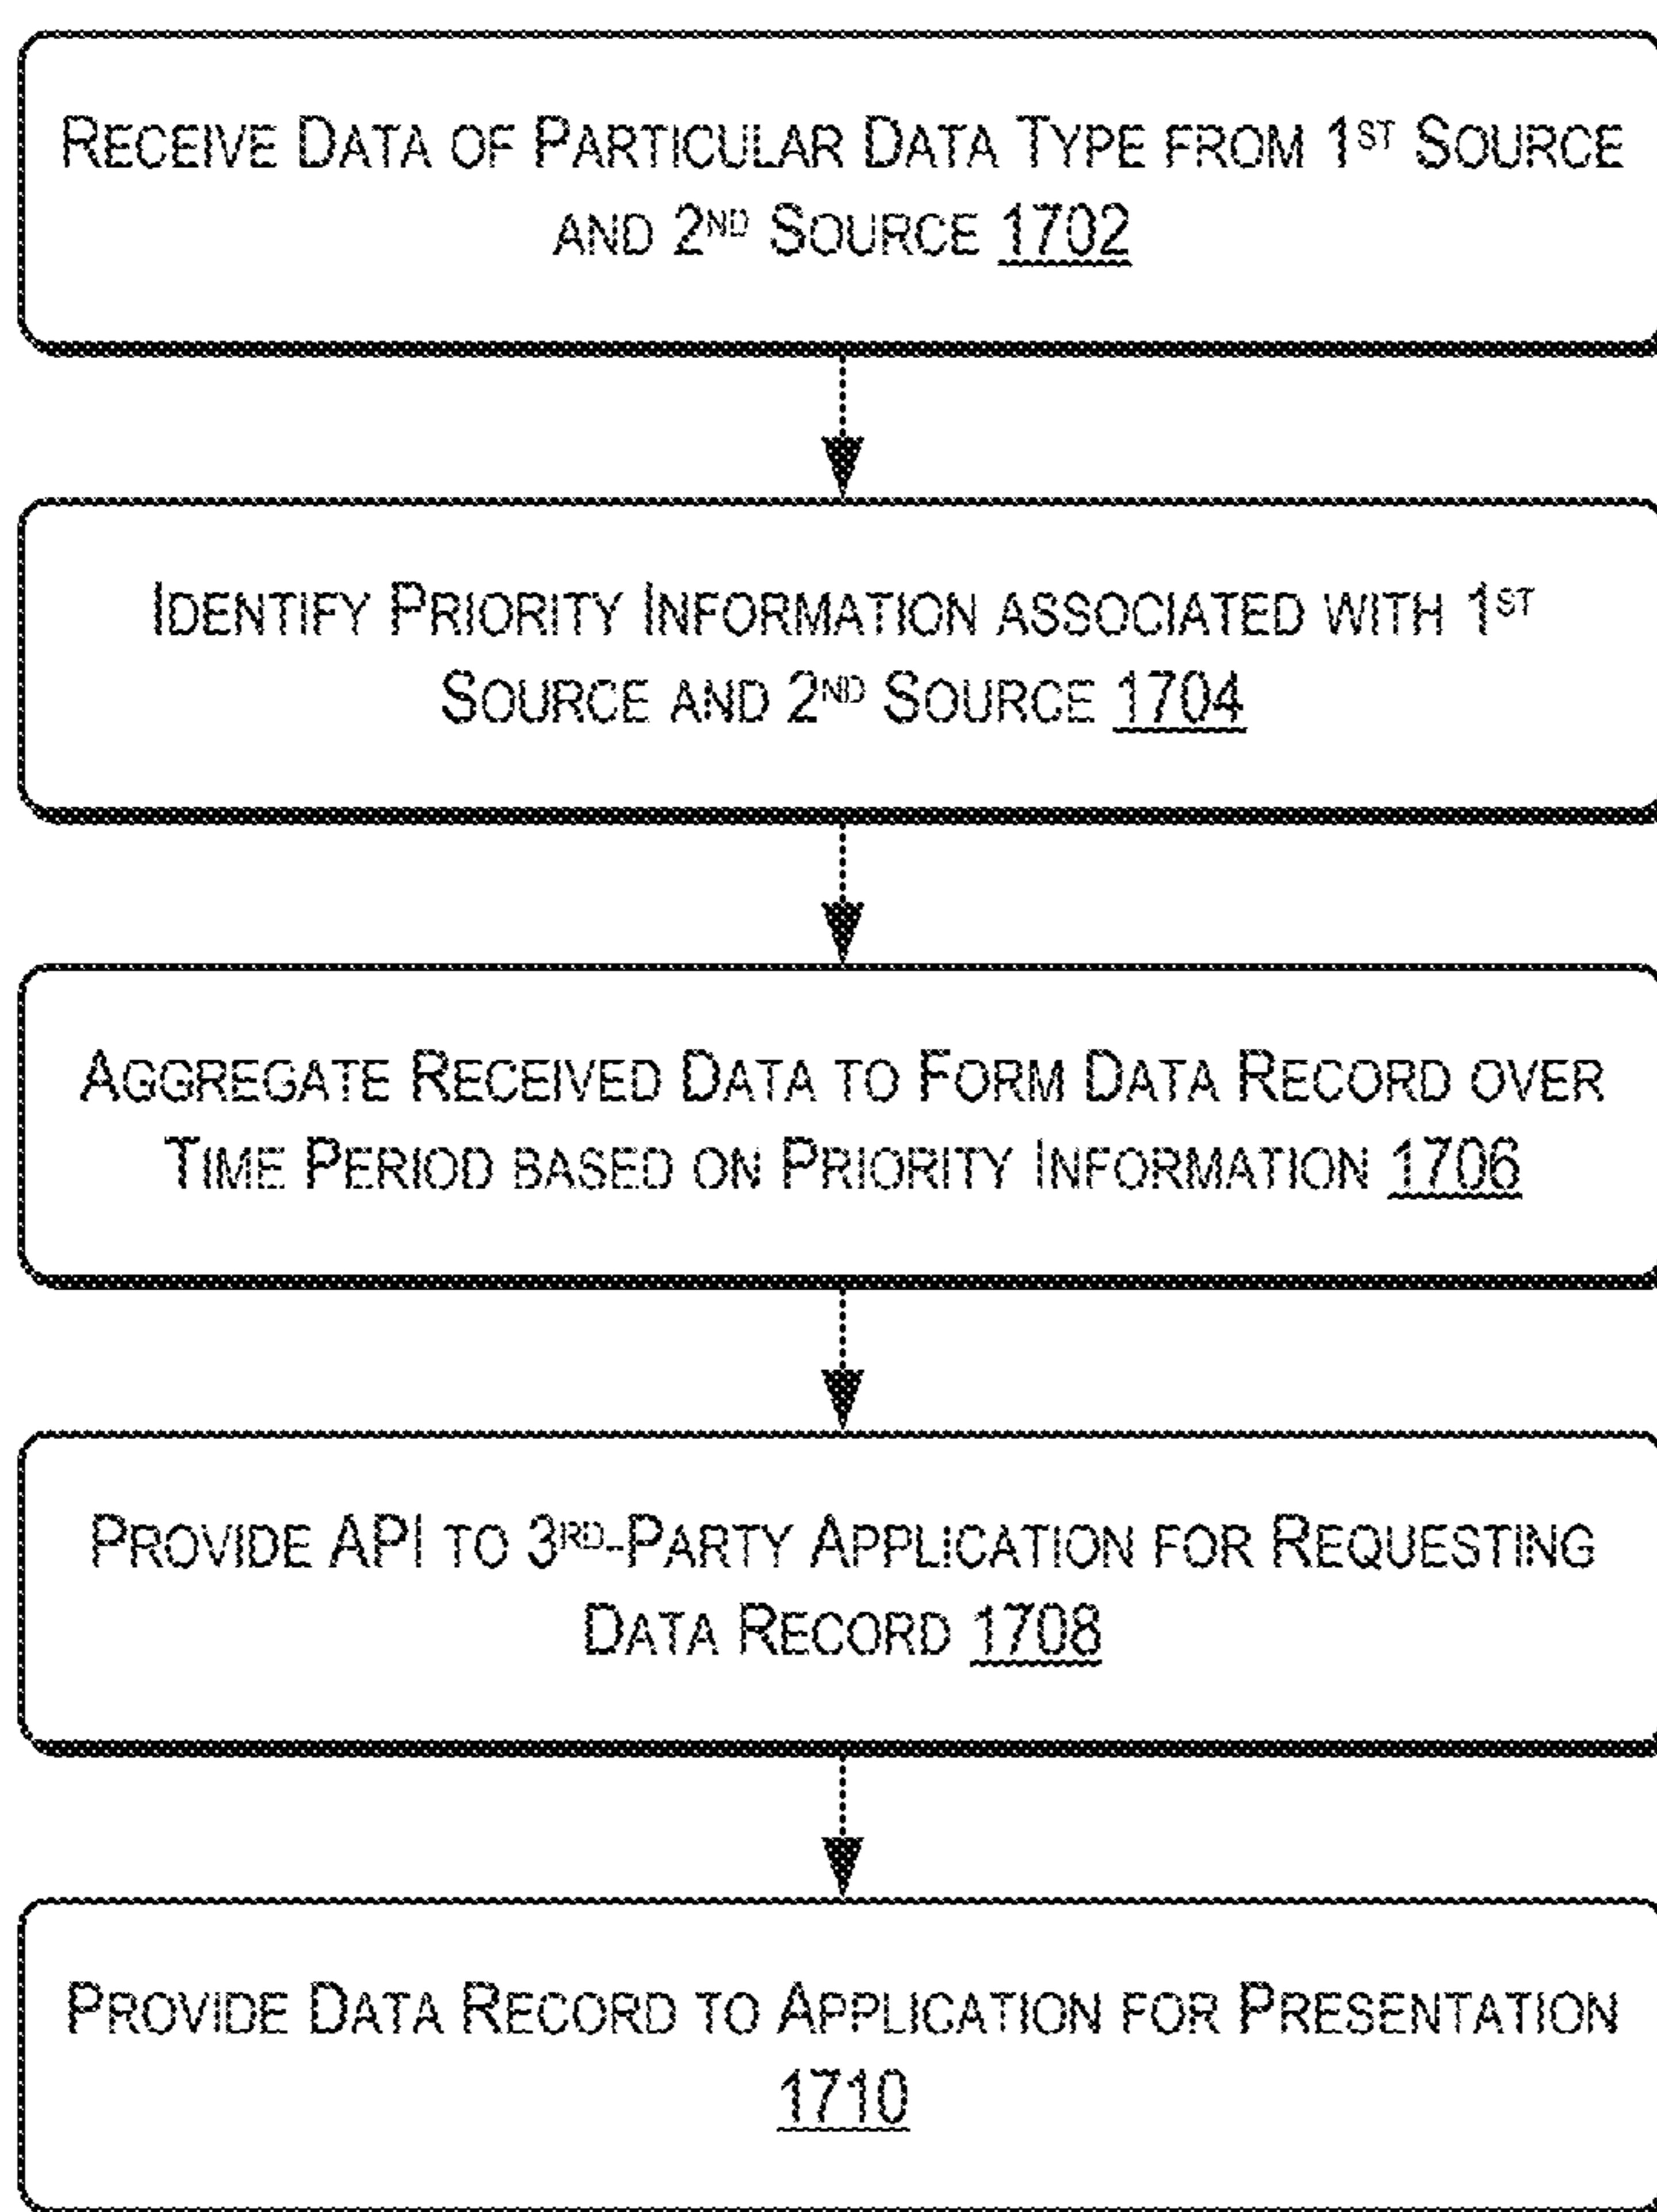 RECEIVE DATA OF PARTICULAR DATA TYPE FROM 1ST SOURCE
AND 2ND SOURCE 1702
IDENTIFY PRIORITY INFORMATION ASSOCIATED WITH 1ST
SOURCE AND 2ND SOURCE 1704
AGGREGATE RECEIVED DATA TO FORM DATA RECORD OVER
TIME PERIOD BASED ON PRIORITY INFORMATION 1706
PROVIDE API TO 3RD-PARTY APPLICATION FOR REQUESTING
DATA RECORD 1708
PROVIDE DATA RECORD TO APPLICATION FOR PRESENTATION
1710